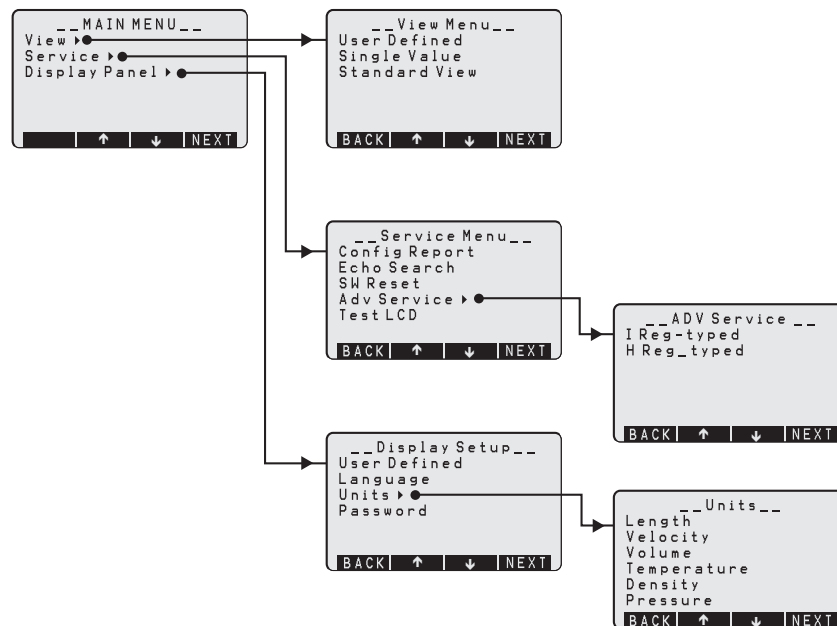 __MAIN MENU__
View ▸
Service ▸
Display Panel ▸
↑ ↓ NEXT
__View Menu__
User Defined
Single Value
Standard View
BACK ↑ ↓ NEXT
__Service Menu__
Config Report
Echo Search
SW Reset
Adv Service ▸
Test LCD
BACK ↑ ↓ NEXT
__ADV Service __
I Reg-typed
H Reg_typed
BACK ↑ ↓ NEXT
__Display Setup__
User Defined
Language
Units ▸
Password
BACK ↑ ↓ NEXT
__Units__
Length
Velocity
Volume
Temperature
Density
Pressure
BACK ↑ ↓ NEXT